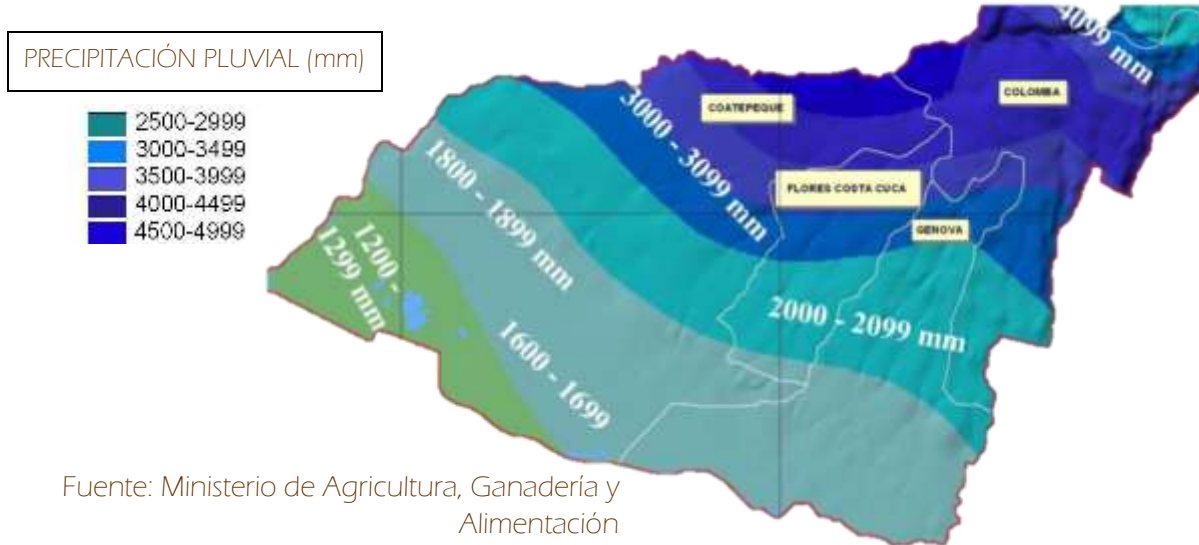 PRECIPITACIÓN PLUVIAL (mm)
2500-2999
3000-3499
3500-3999
4000-4499
4500-4999
4099 mm
COLOMBA
COATEPEQUE
3000 - 3099 mm
FLORES COSTA CUCA
GENOVA
1800 - 1899 mm
1200 -
1299 mm
2000 - 2099 mm
1600 - 1699
Fuente: Ministerio de Agricultura, Ganadería y
Alimentación